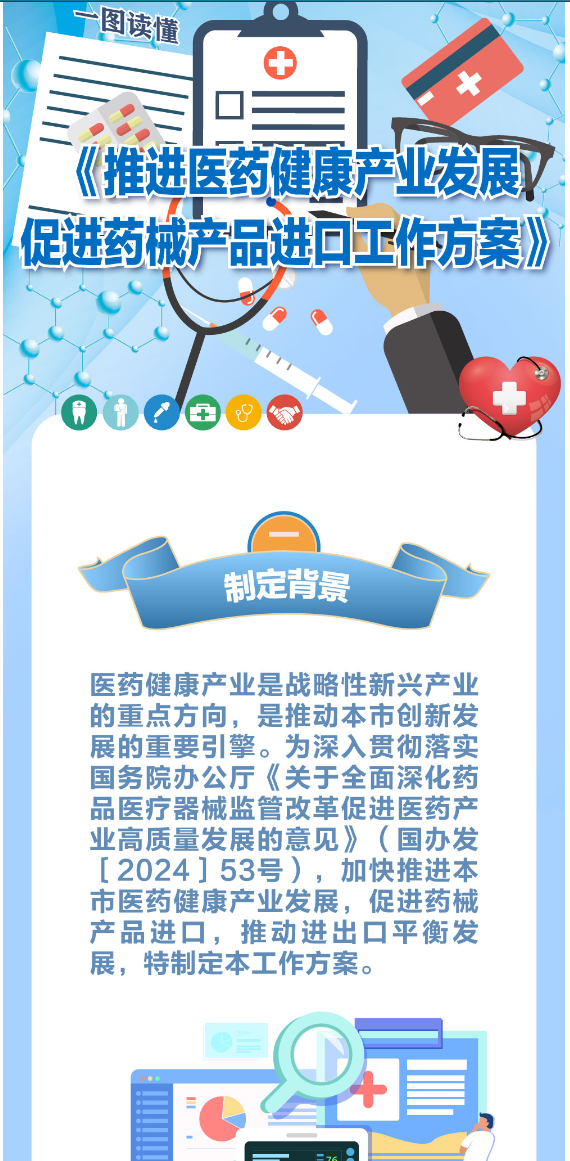 一图读懂
《推进医药健康产业发展
促进药械产品进口工作方案》
一
制定背景
医药健康产业是战略性新兴产业
的重点方向，是推动本市创新发
展的重要引擎。为深入贯彻落实
国务院办公厅《关于全面深化药
品医疗器械监管改革促进医药产
业高质量发展的意见》（国办发
［2024］53号），加快推进本
市医药健康产业发展，促进药械
产品进口，推动进出口平衡发
展，特制定本工作方案。
76